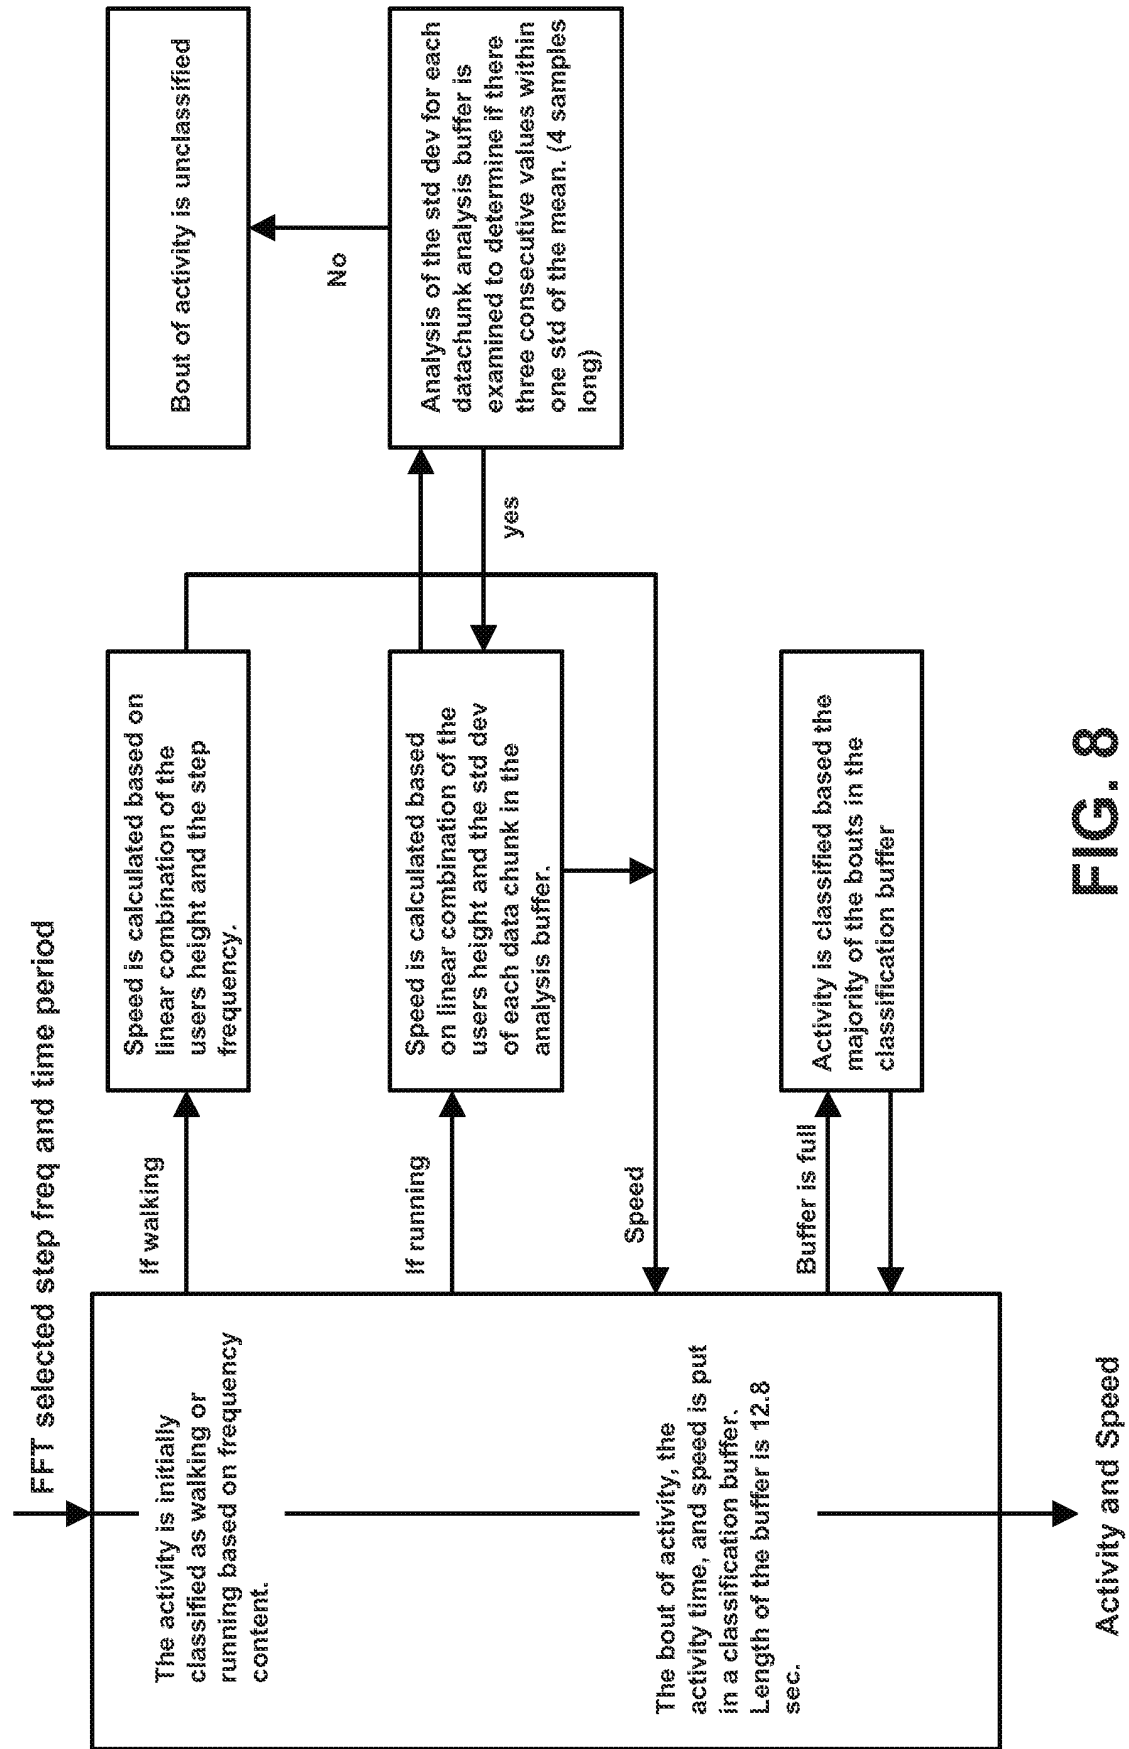 FFT selected step freq and time period
The activity is initially
classified as walking or
running based on frequency
content.
If walking
Speed is calculated based on
linear combination of the
users height and the step
frequency.
Bout of activity is unclassified
No
If running
Speed is calculated based
on linear combination of the
users height and the std dev
of each data chunk in the
analysis buffer.
yes
Analysis of the std dev for each
datachunk analysis buffer is
examined to determine if there
three consecutive values within
one std of the mean. (4 samples
long)
Speed
The bout of activity, the
activity time, and speed is put
in a classification buffer.
Length of the buffer is 12.8
sec.
Buffer is full
Activity is classified based the
majority of the bouts in the
classification buffer
Activity and Speed
FIG. 8